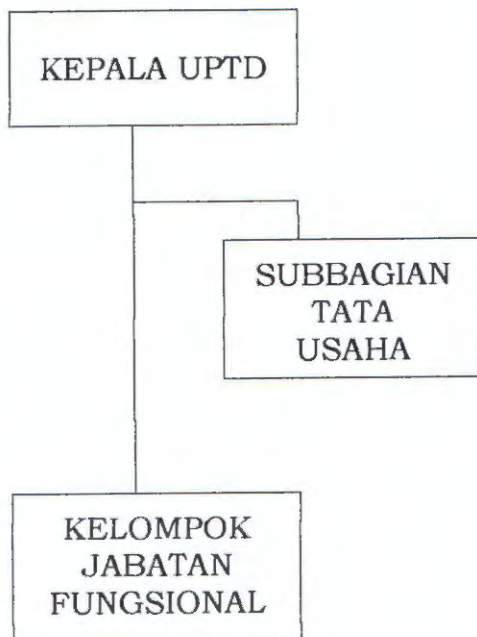 KEPALA UPTD
SUBBAGIAN
TATA
USAHA
KELOMPOK
JABATAN
FUNGSIONAL